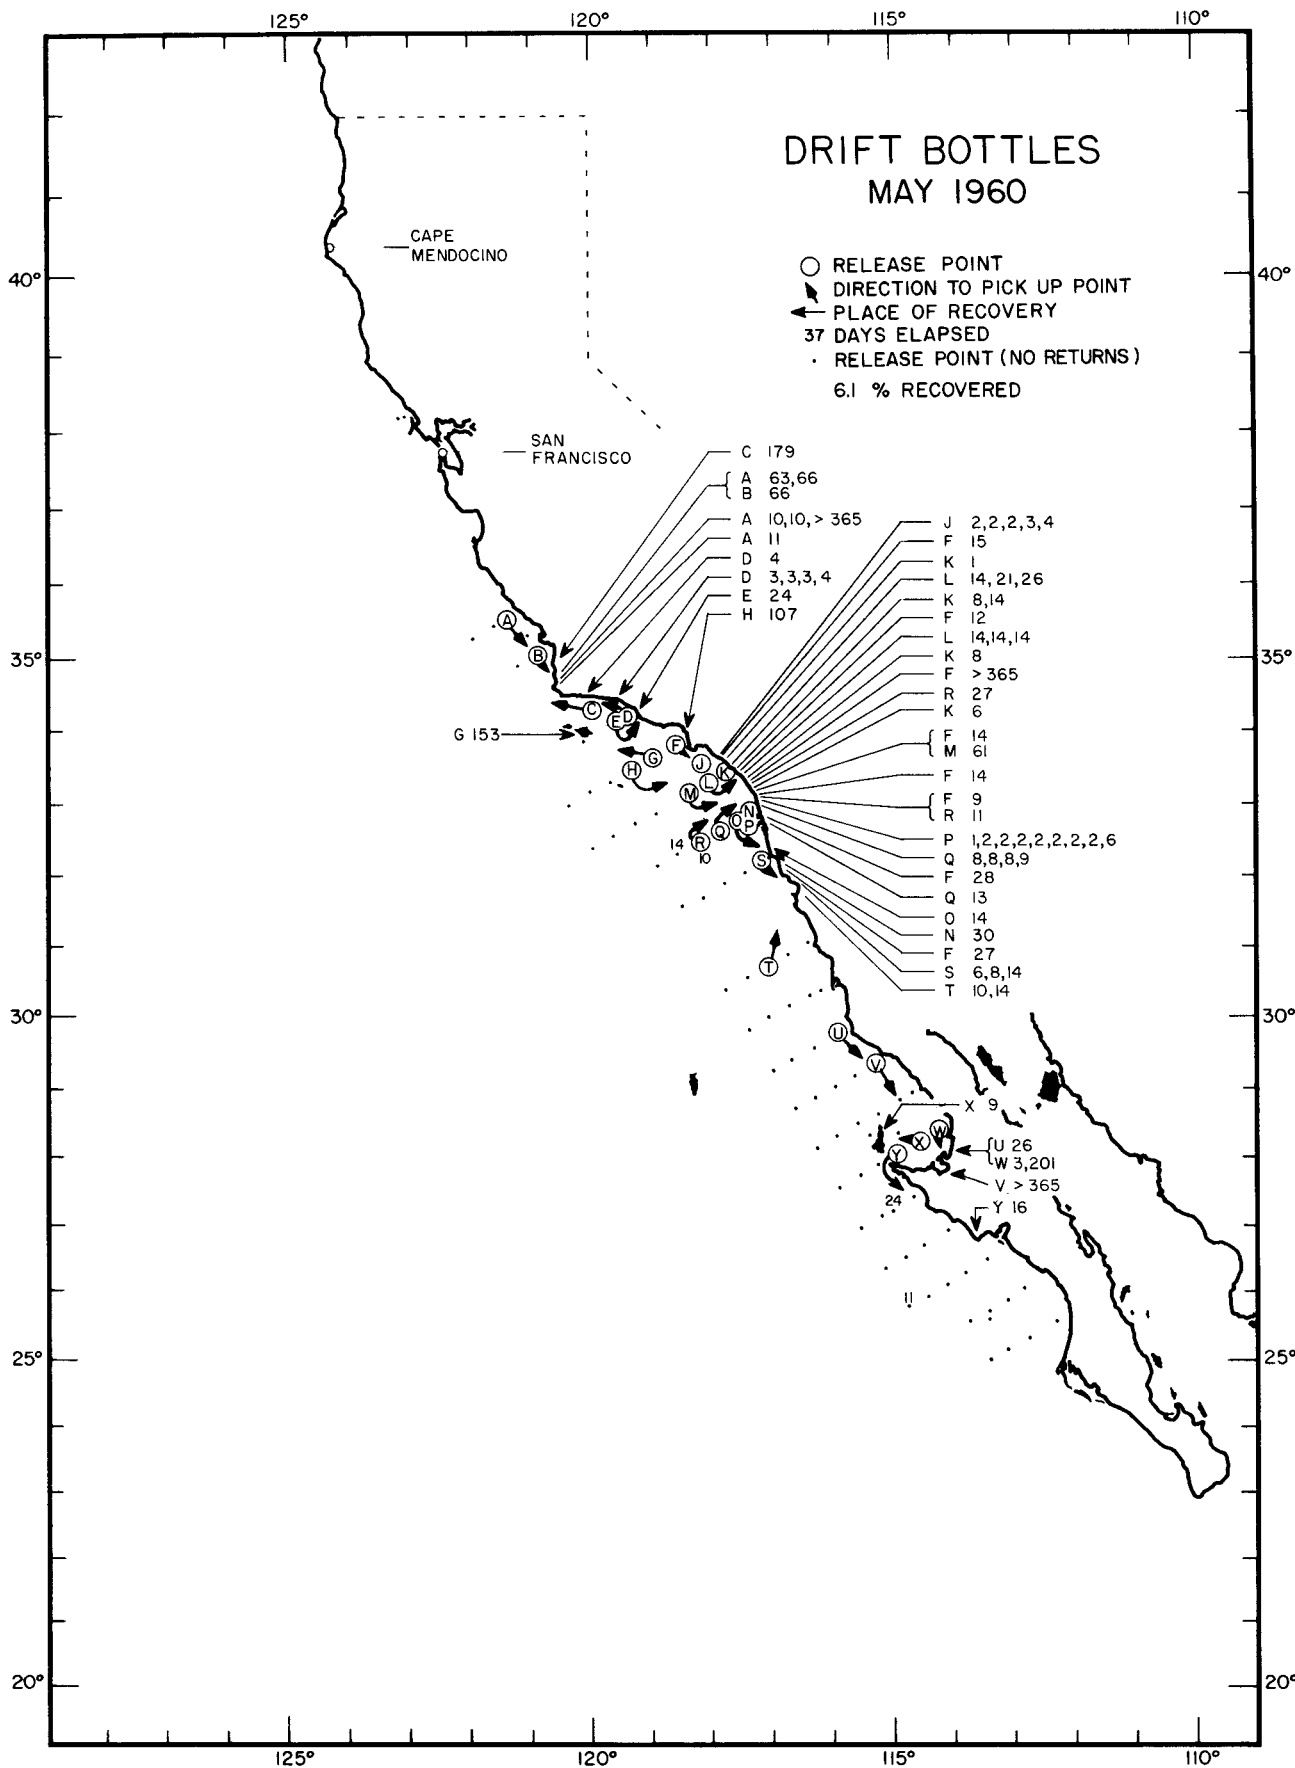 125° 120° 115° 110°
DRIFT BOTTLES
MAY 1960
RELEASE POINT
DIRECTION TO PICK UP POINT
PLACE OF RECOVERY
37 DAYS ELAPSED
RELEASE POINT (NO RETURNS)
6.1 % RECOVERED
CAPE
MENDOCINO
40° 40°
SAN
FRANCISCO
C 179
A 63,66
B 66
A 10,10, > 365
A 11
D 4
D 3,3,3,4
E 24
H 107
J 2,2,2,3,4
F 15
K 1
L 14,21,26
K 8,14
F 12
L 14,14,14
K 8
F > 365
R 27
K 6
F 14
M 61
F 14
F 9
R 11
P 1,2,2,2,2,2,2,2,6
Q 8,8,8,9
F 28
Q 13
O 14
N 30
F 27
S 6,8,14
T 10,14
35° 35°
A
B
C
D
E
G 153
F
G
H
J
K
L
M
N
O
P
Q
R
14
10
S
T
30° 30°
U
V
X 9
W
X
Y
U 26
W 3,201
V > 365
24
Y 16
11
25° 25°
20° 20°
125° 120° 115° 110°